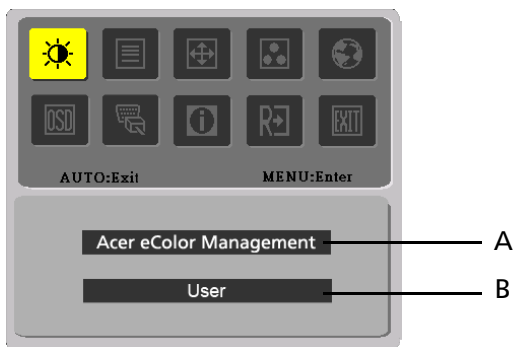 OSD
R
EXIT
AUTO:Exit MENU:Enter
Acer eColor Management A
User B